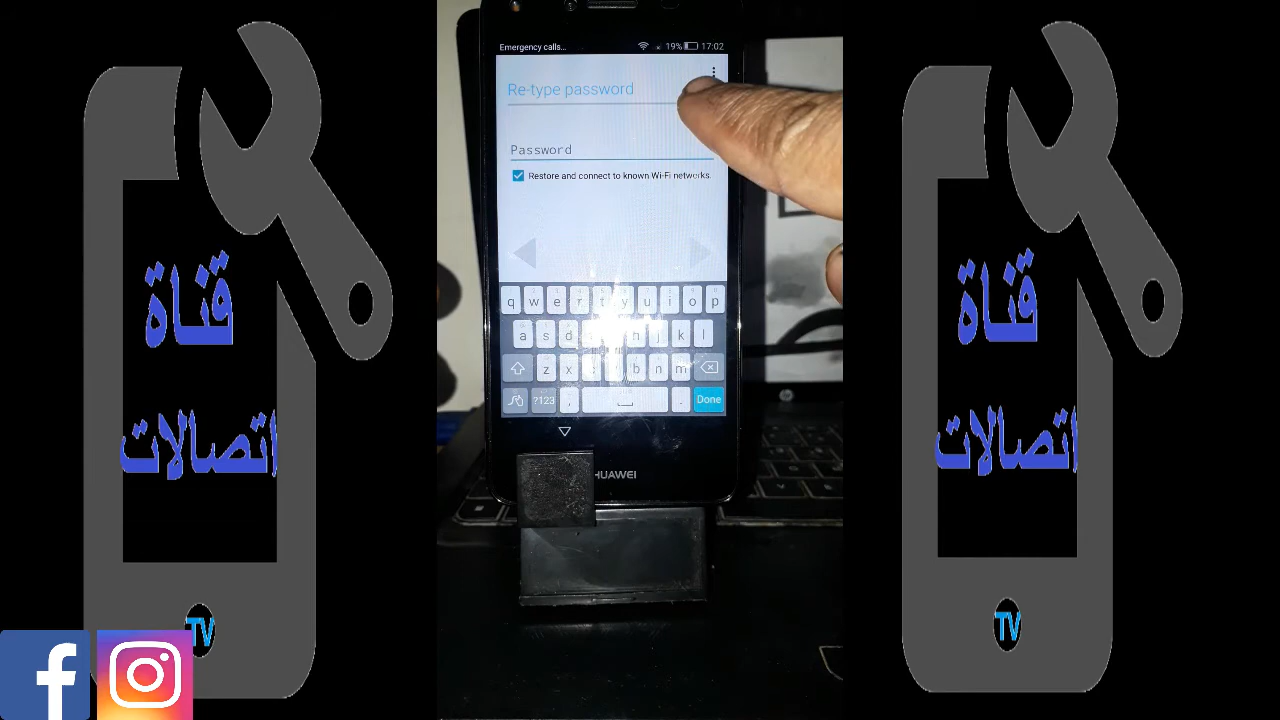 Emergency calls... 19% 17:02
Re-type password
Password
Restore and connect to known Wi-Fi networks.
q w e r t y u i o p
a s d h j k l
z x b n m
?123 , . Done
HUAWEI
hp
قناة
اتصالات
TV
قناة
اتصالات
TV